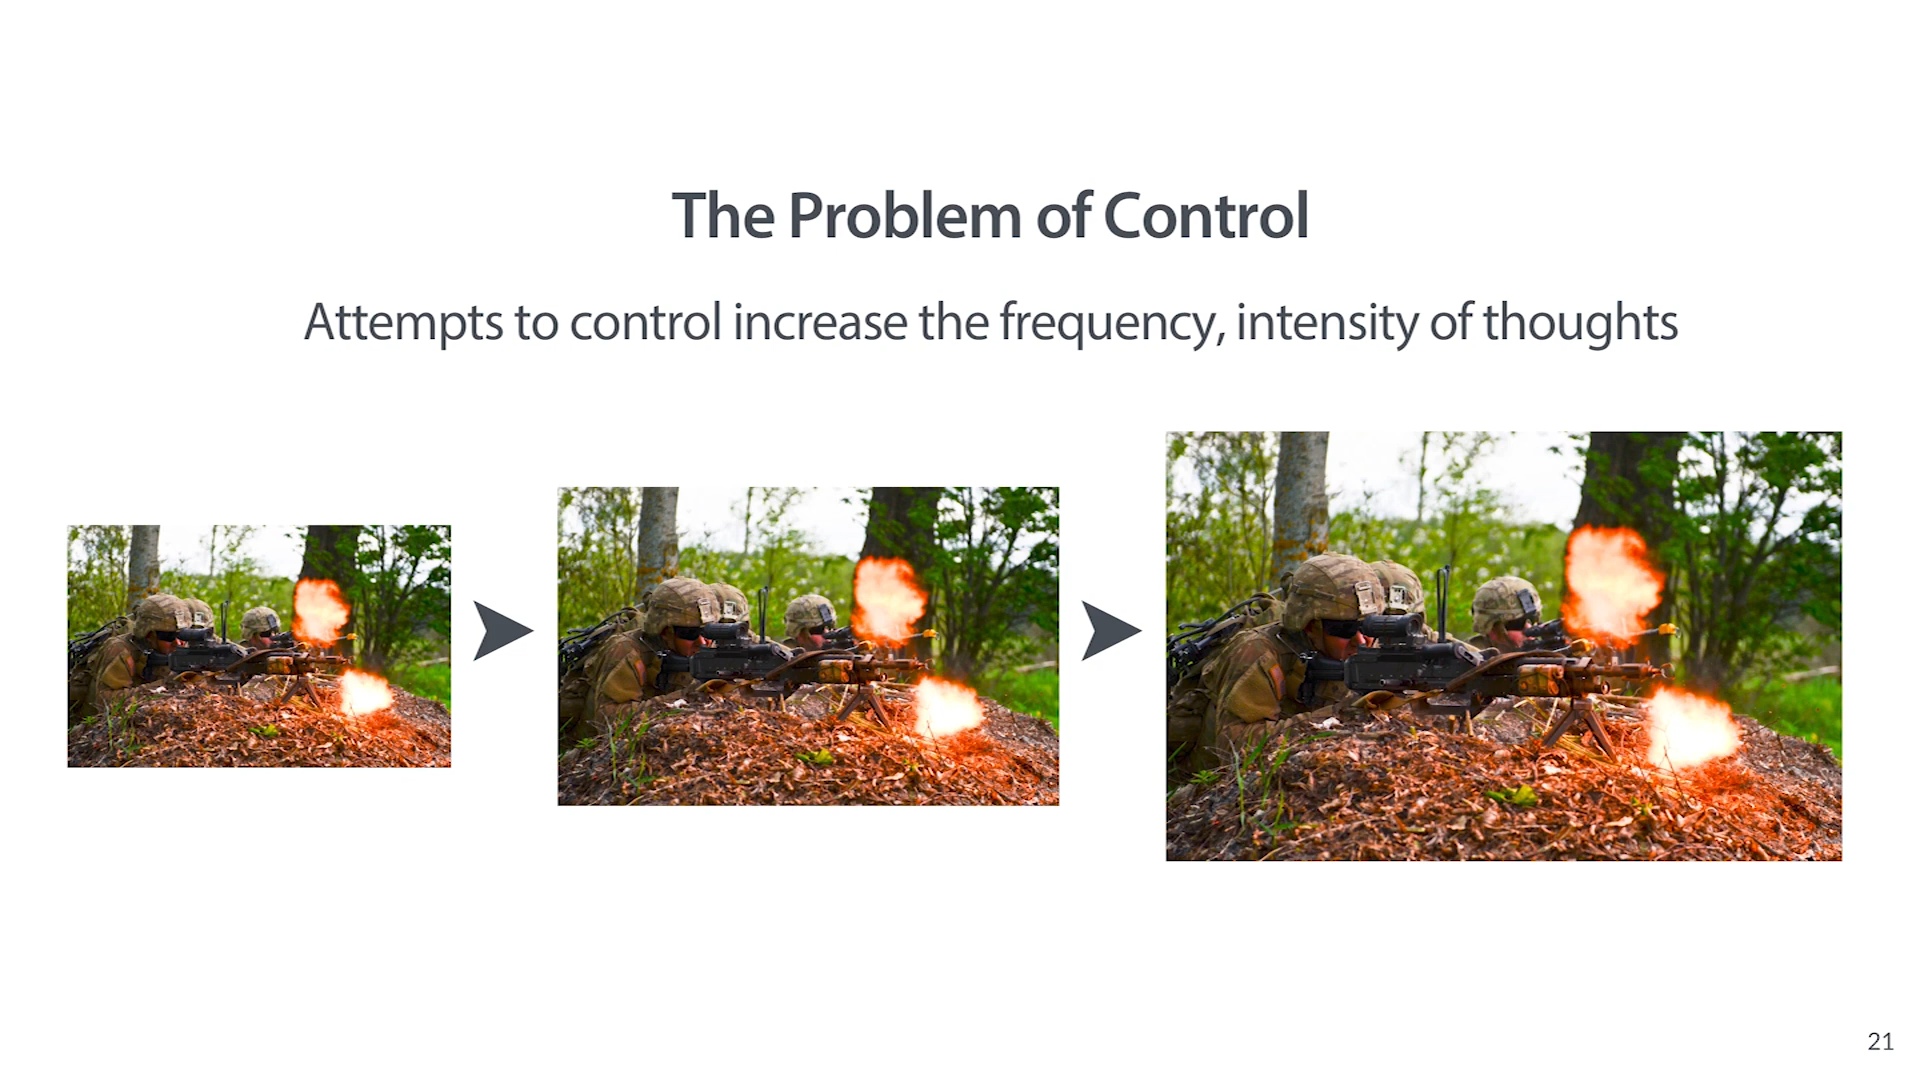 The Problem of Control
Attempts to control increase the frequency, intensity of thoughts
21